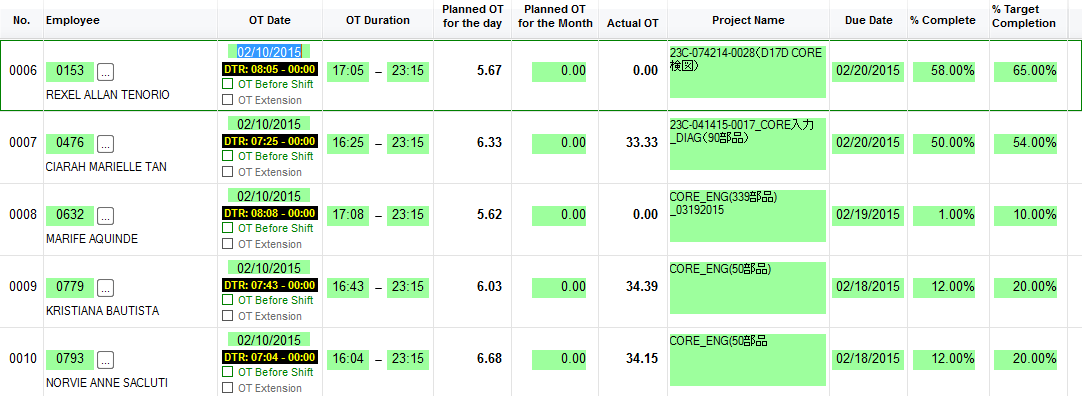 No. Employee OT Date OT Duration Planned OT for the day Planned OT for the Month Actual OT Project Name Due Date % Complete % Target Completion
0006 0153 ... 02/10/2015 17:05 – 23:15 5.67 0.00 0.00 23C-074214-0028(D17D CORE 02/20/2015 58.00% 65.00%
DTR: 08:05 - 00:00 検図)
OT Before Shift
REXEL ALLAN TENORIO OT Extension
0007 0476 ... 02/10/2015 16:25 – 23:15 6.33 0.00 33.33 23C-041415-0017_CORE入力 02/20/2015 50.00% 54.00%
DTR: 07:25 - 00:00 _DIAG(90部品)
OT Before Shift
CIARAH MARIELLE TAN OT Extension
0008 0632 ... 02/10/2015 17:08 – 23:15 5.62 0.00 0.00 CORE_ENG(339部品) 02/19/2015 1.00% 10.00%
DTR: 08:08 - 00:00 _03192015
OT Before Shift
MARIFE AQUINDE OT Extension
0009 0779 ... 02/10/2015 16:43 – 23:15 6.03 0.00 34.39 CORE_ENG(50部品) 02/18/2015 12.00% 20.00%
DTR: 07:43 - 00:00
OT Before Shift
KRISTIANA BAUTISTA OT Extension
0010 0793 ... 02/10/2015 16:04 – 23:15 6.68 0.00 34.15 CORE_ENG(50部品 02/18/2015 12.00% 20.00%
DTR: 07:04 - 00:00
OT Before Shift
NORVIE ANNE SACLUTI OT Extension